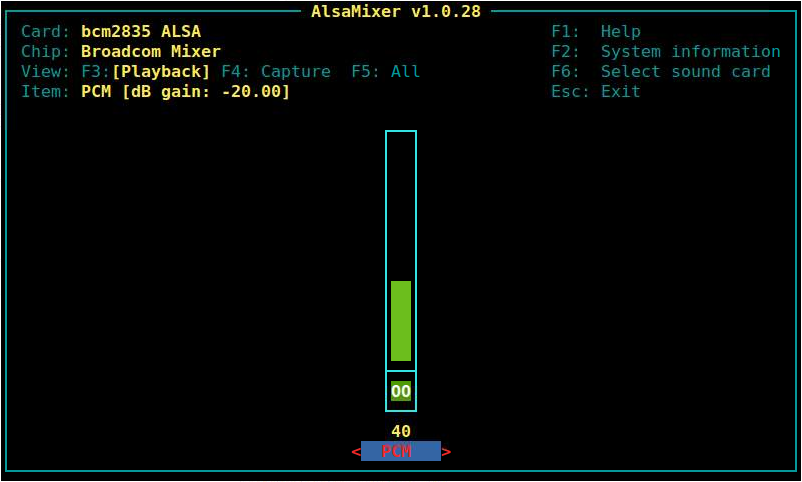 AlsaMixer v1.0.28
Card: bcm2835 ALSA F1: Help
Chip: Broadcom Mixer F2: System information
View: F3:[Playback] F4: Capture F5: All F6: Select sound card
Item: PCM [dB gain: -20.00] Esc: Exit
OO
40
< PCM >